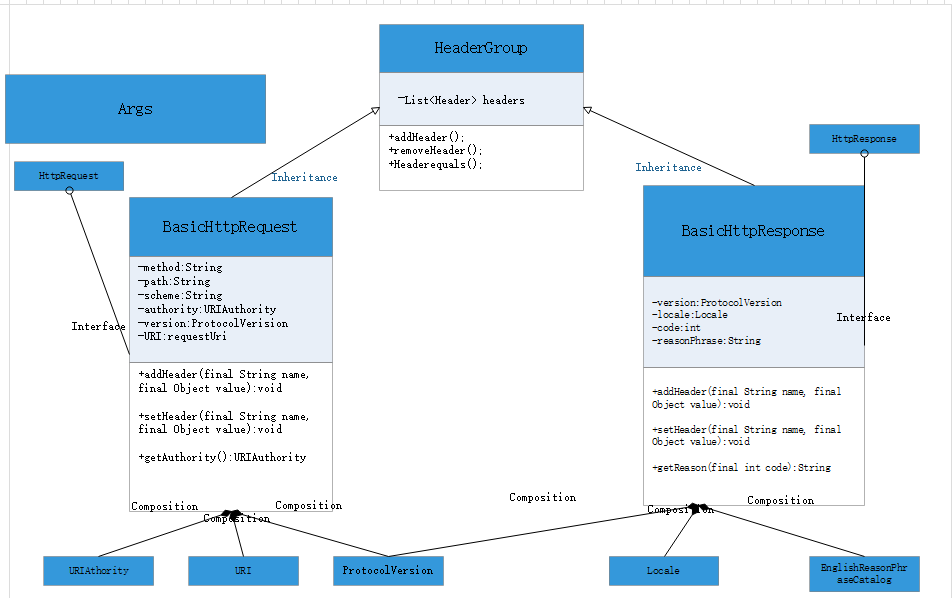 HeaderGroup
-List<Header> headers
+addHeader();
+removeHeader();
+Headerequals();
Args
HttpRequest
HttpResponse
Inheritance
Inheritance
BasicHttpRequest
-method:String
-path:String
-scheme:String
-authority:URIAuthority
-version:ProtocolVerision
-URI:requestUri
+addHeader(final String name,
final Object value):void
+setHeader(final String name,
final Object value):void
+getAuthority():URIAuthority
Interface
BasicHttpResponse
-version:ProtocolVersion
-locale:Locale
-code:int
-reasonPhrase:String
+addHeader(final String name, final
Object value):void
+setHeader(final String name, final
Object value):void
+getReason(final int code):String
Interface
Composition
Composition
Composition
Composition
Composition
Composition
URIAthority
URI
ProtocolVersion
Locale
EnglishReasonPhr
aseCatalog